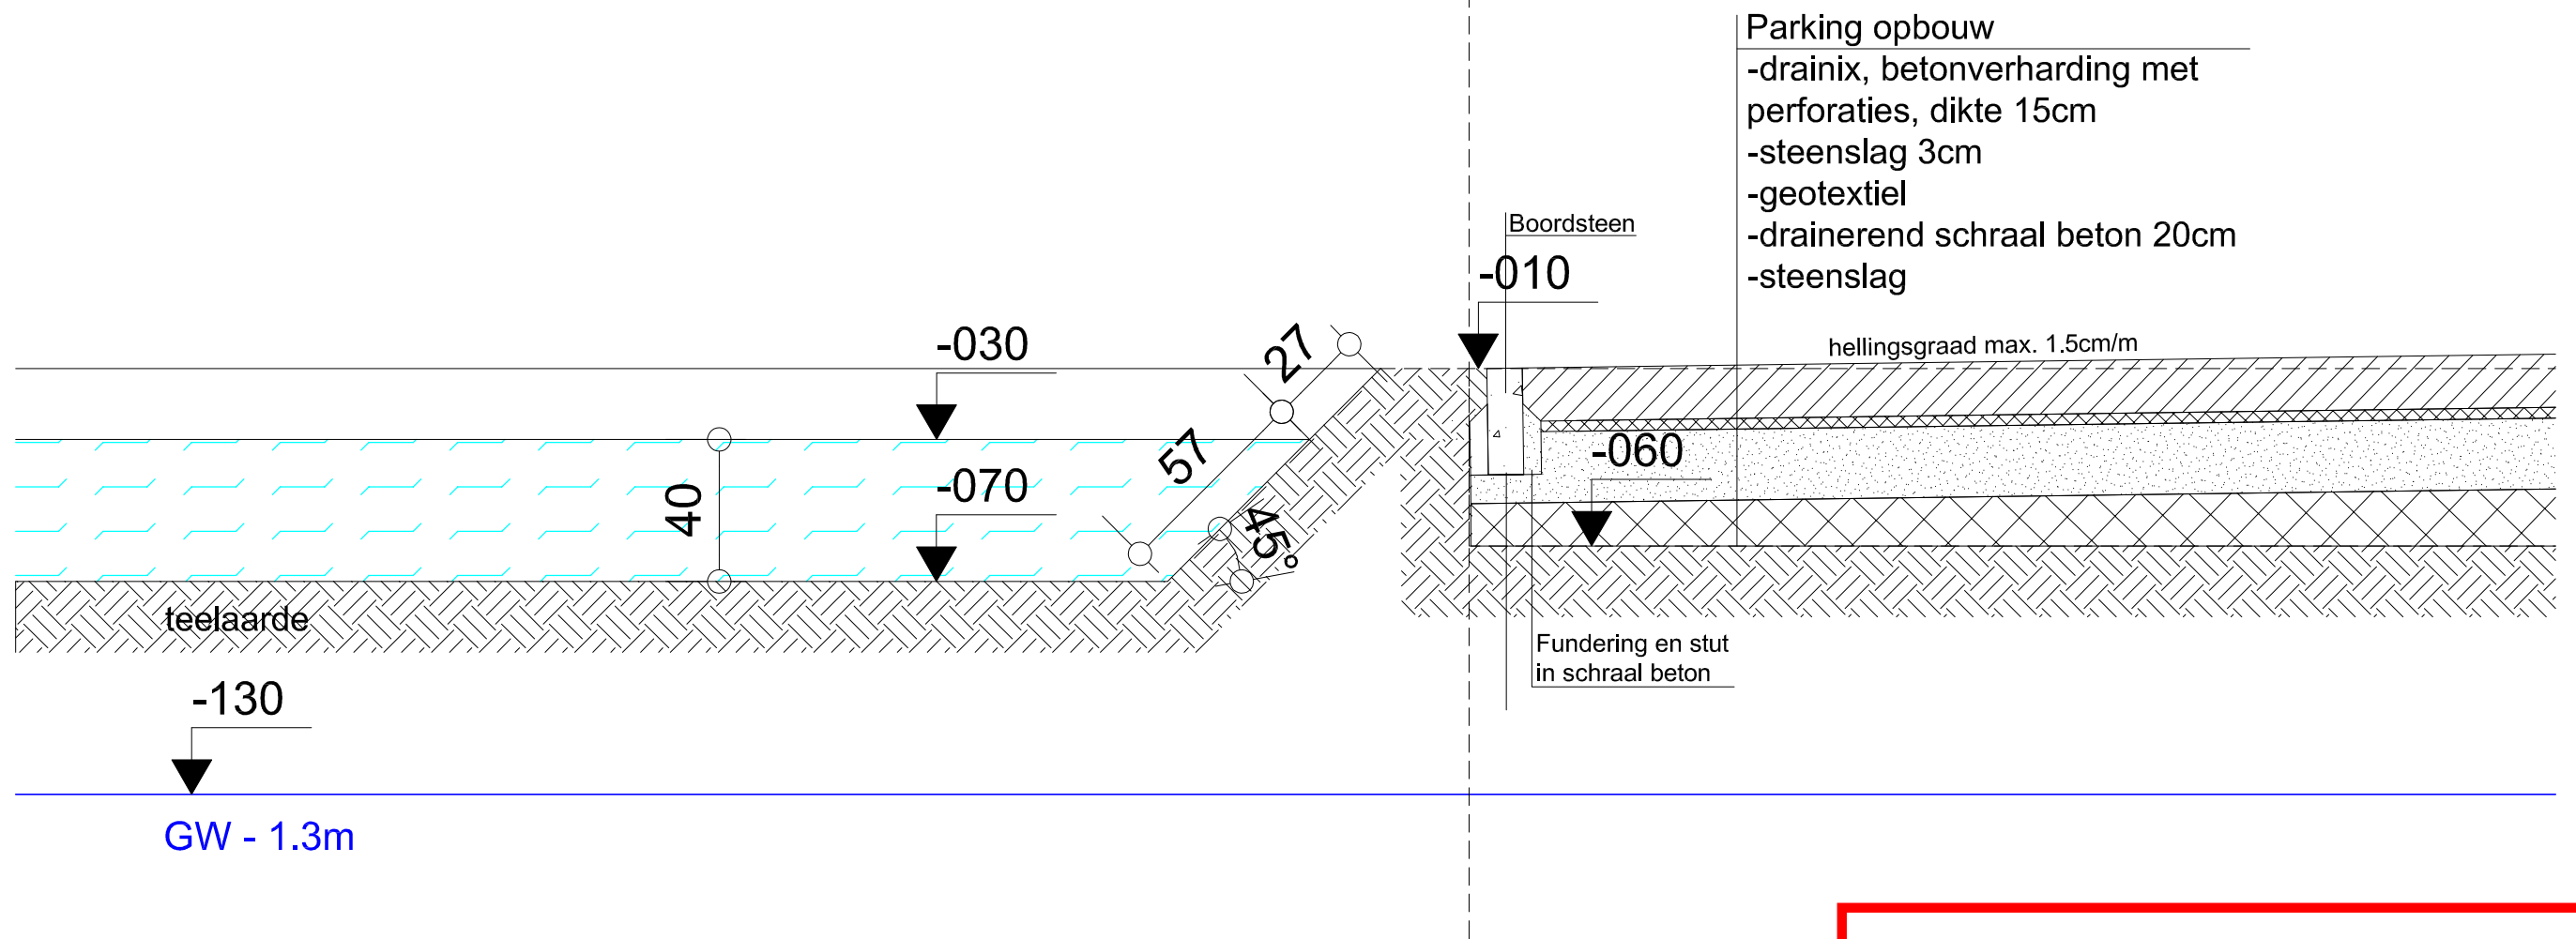 Parking opbouw
-drainix, betonverharding met
perforaties, dikte 15cm
-steenslag 3cm
-geotextiel
-drainerend schraal beton 20cm
-steenslag
Boordsteen
-010
hellingsgraad max. 1.5cm/m
-030
27
57
-070
40
45°
-060
teelaarde
Fundering en stut
in schraal beton
-130
GW - 1.3m